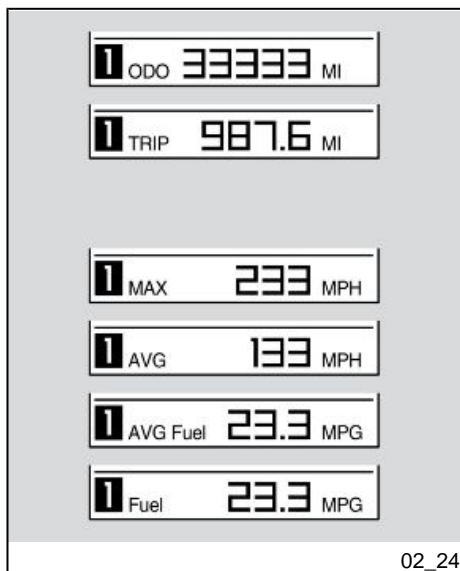 1 ODO 33333 MI
1 TRIP 987.6 MI
1 MAX 233 MPH
1 AVG 133 MPH
1 AVG Fuel 23.3 MPG
1 Fuel 23.3 MPG
02_24